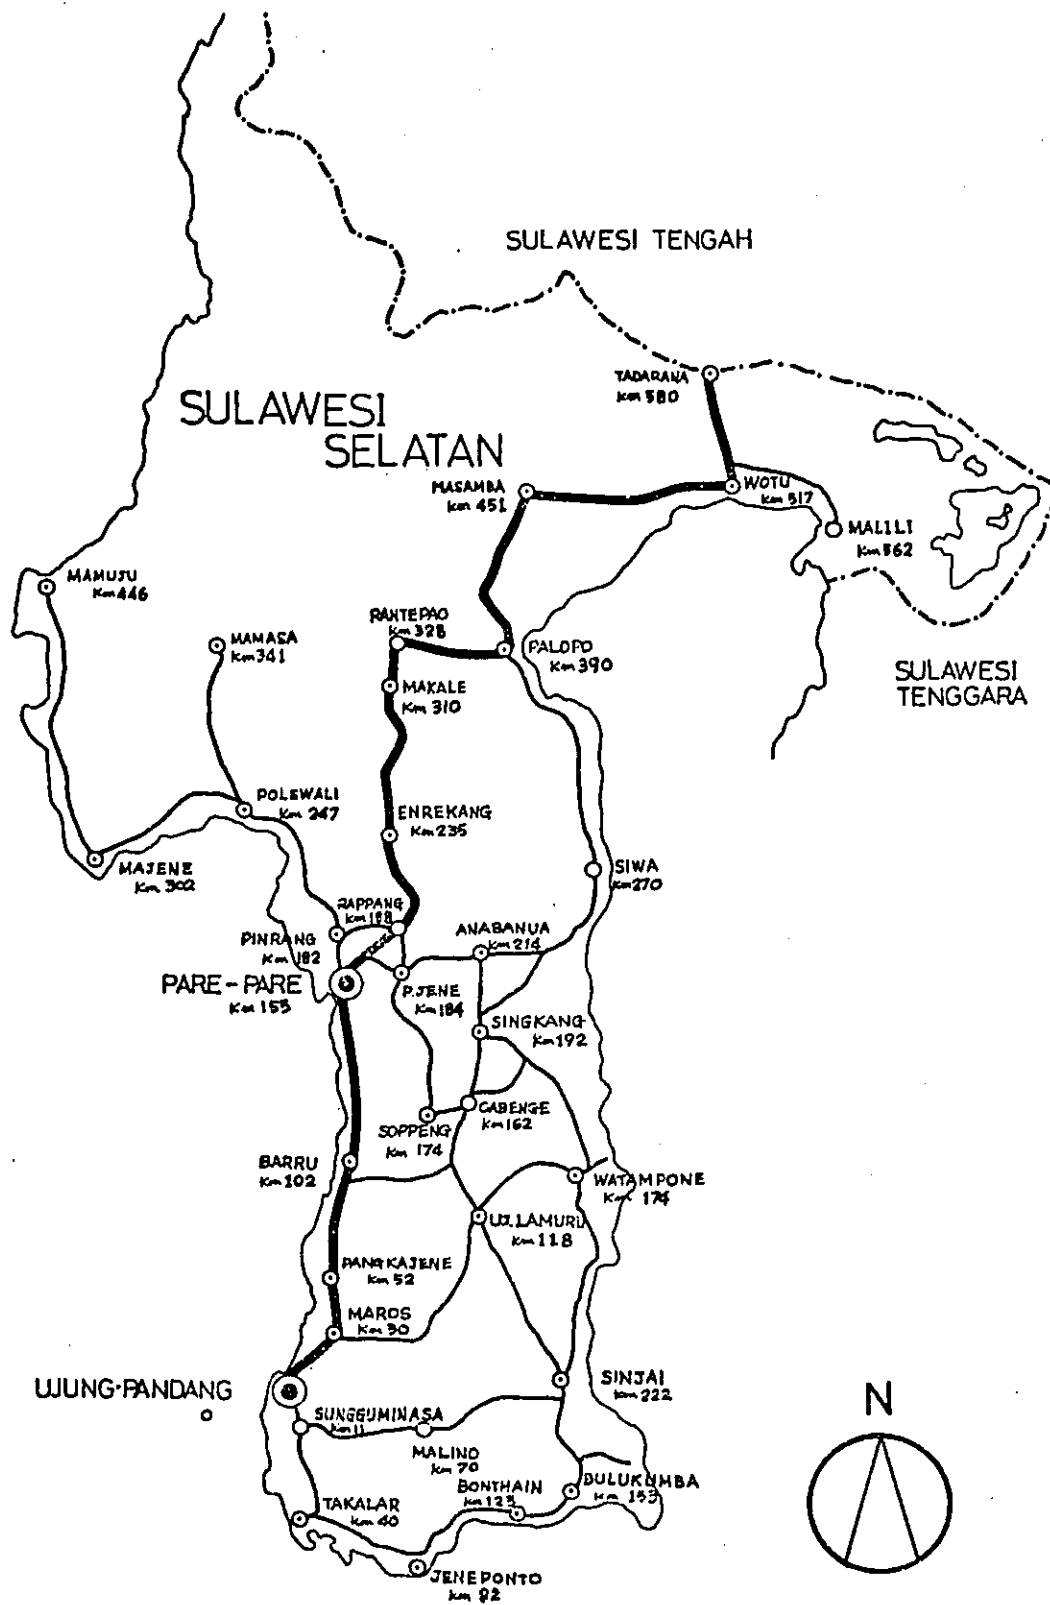 SULAWESI TENGAH
TADARANA
Km 580
SULAWESI
SELATAN
MASAMBA
km 451
WOTU
Km 517
MALILI
Km 562
MAMUJU
Km 446
RANTEPAO
Km 328
MAMASA
Km 341
PALOPO
Km 390
SULAWESI
TENGGARA
MAKALE
Km 310
POLEWALI
Km 247
ENREKANG
Km 235
MAJENE
Km 302
SIWA
Km 270
RAPPANG
Km 188
PINRANG
Km 182
ANABANUA
Km 214
PARE-PARE
Km 155
P.JENE
Km 184
SINGKANG
Km 192
CABENGE
Km 162
SOPPENG
Km 174
BARRU
Km 102
WATAMPONE
Km 174
UJ.LAMURU
Km 118
PANGKAJENE
Km 52
MAROS
Km 30
UJUNG-PANDANG
SINJAI
Km 222
N
SUNGGUMINASA
Km 11
MALINO
Km 70
BONTHAIN
Km 123
BULUKUMBA
Km 153
TAKALAR
Km 40
JENEPONTO
Km 92